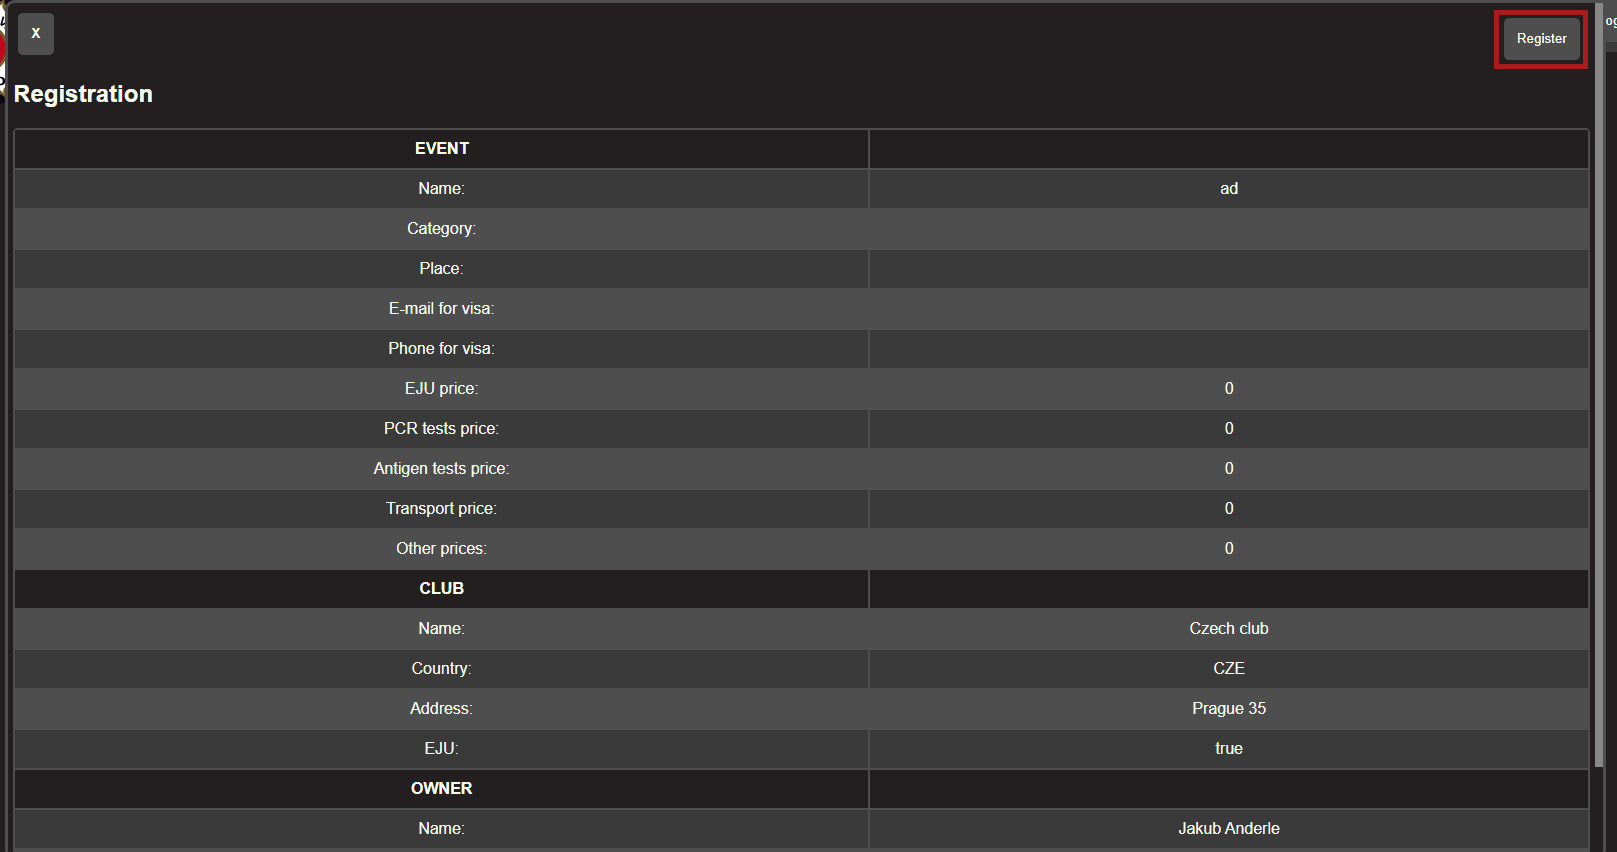 X
Register
Registration
EVENT
Name: ad
Category:
Place:
E-mail for visa:
Phone for visa:
EJU price: 0
PCR tests price: 0
Antigen tests price: 0
Transport price: 0
Other prices: 0
CLUB
Name: Czech club
Country: CZE
Address: Prague 35
EJU: true
OWNER
Name: Jakub Anderle